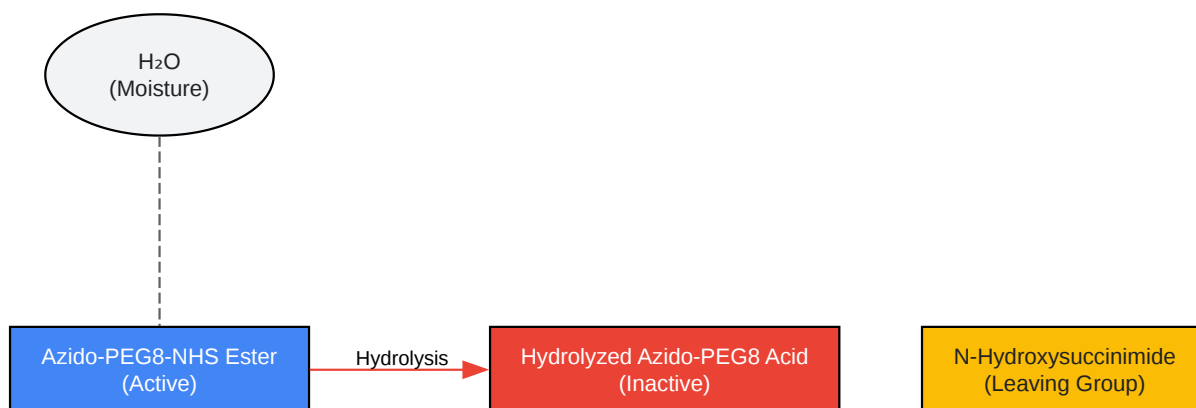 H₂O
(Moisture)
Azido-PEG8-NHS Ester
(Active)
Hydrolysis
Hydrolyzed Azido-PEG8 Acid
(Inactive)
N-Hydroxysuccinimide
(Leaving Group)